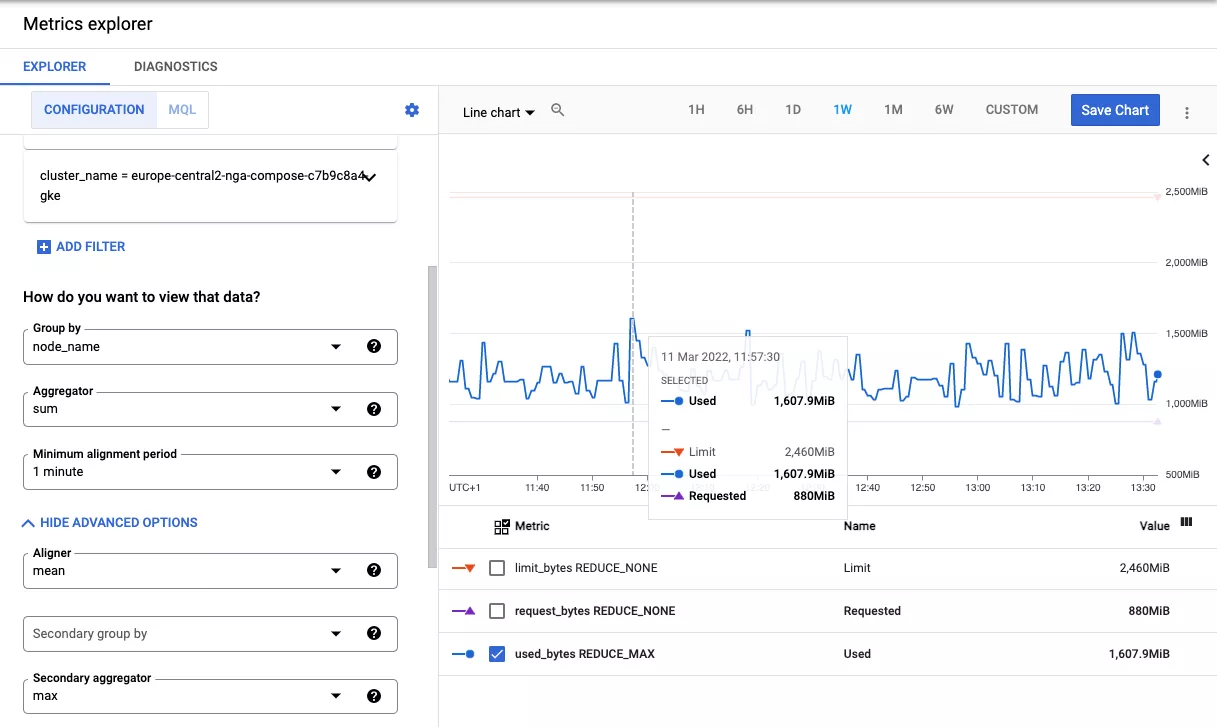 Metrics explorer
EXPLORER
DIAGNOSTICS
CONFIGURATION
MQL
cluster_name = europe-central2-nga-compose-c7b9c8a4-
gke
ADD FILTER
How do you want to view that data?
Group by
node_name
Aggregator
sum
Minimum alignment period
1 minute
HIDE ADVANCED OPTIONS
Aligner
mean
Secondary group by
Secondary aggregator
max
Line chart
1H
6H
1D
1W
1M
6W
CUSTOM
Save Chart
2,500MiB
2,000MiB
1,500MiB
1,000MiB
500MiB
11 Mar 2022, 11:57:30
SELECTED
Used 1,607.9MiB
—
Limit 2,460MiB
Used 1,607.9MiB
Requested 880MiB
UTC+1 11:40 11:50 12:20 12:40 12:50 13:00 13:10 13:20 13:30
Metric Name Value
limit_bytes REDUCE_NONE Limit 2,460MiB
request_bytes REDUCE_NONE Requested 880MiB
used_bytes REDUCE_MAX Used 1,607.9MiB